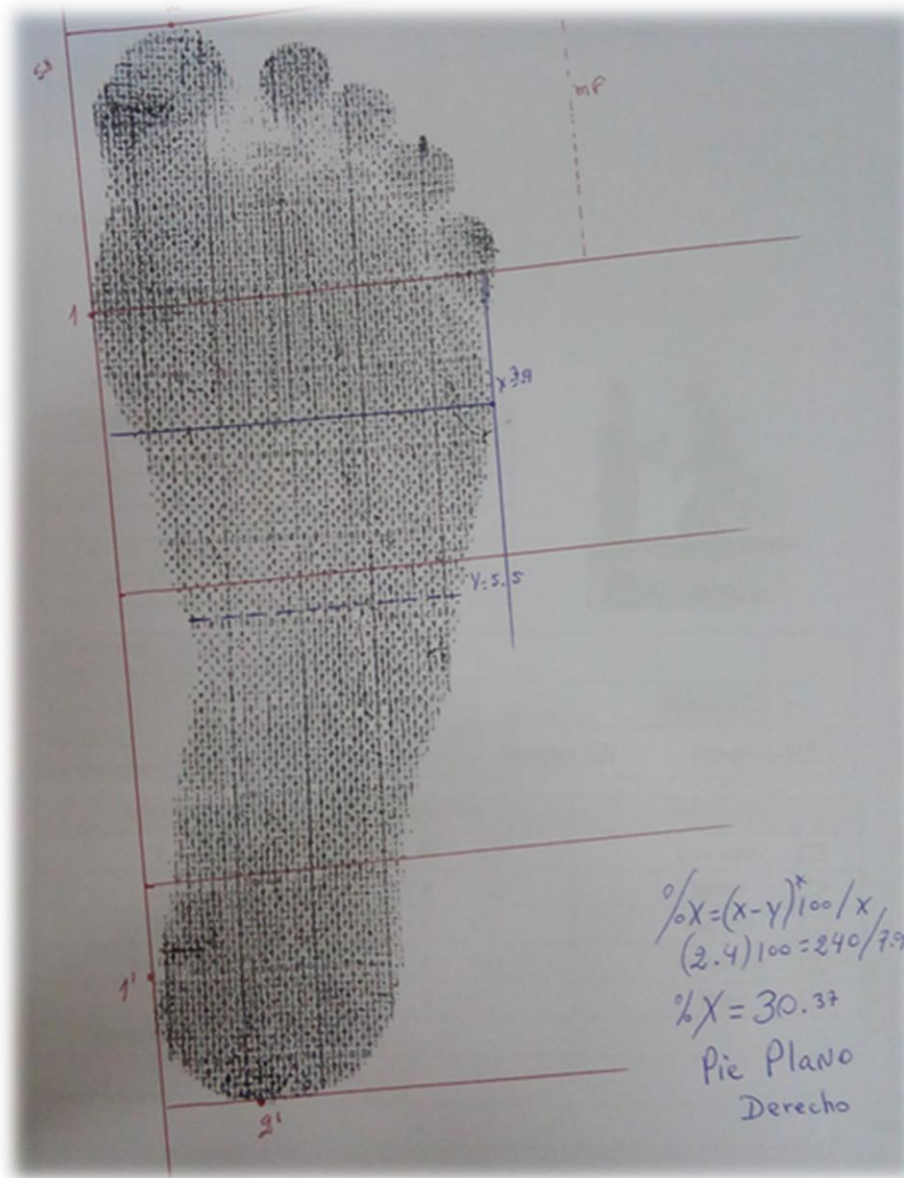 mf
1
x=7.9
y=5.5
%X=(x-y)*100/x
(2.4)100=240/7.9
%X=30.37
Pie Plano
Derecho
1'
2'